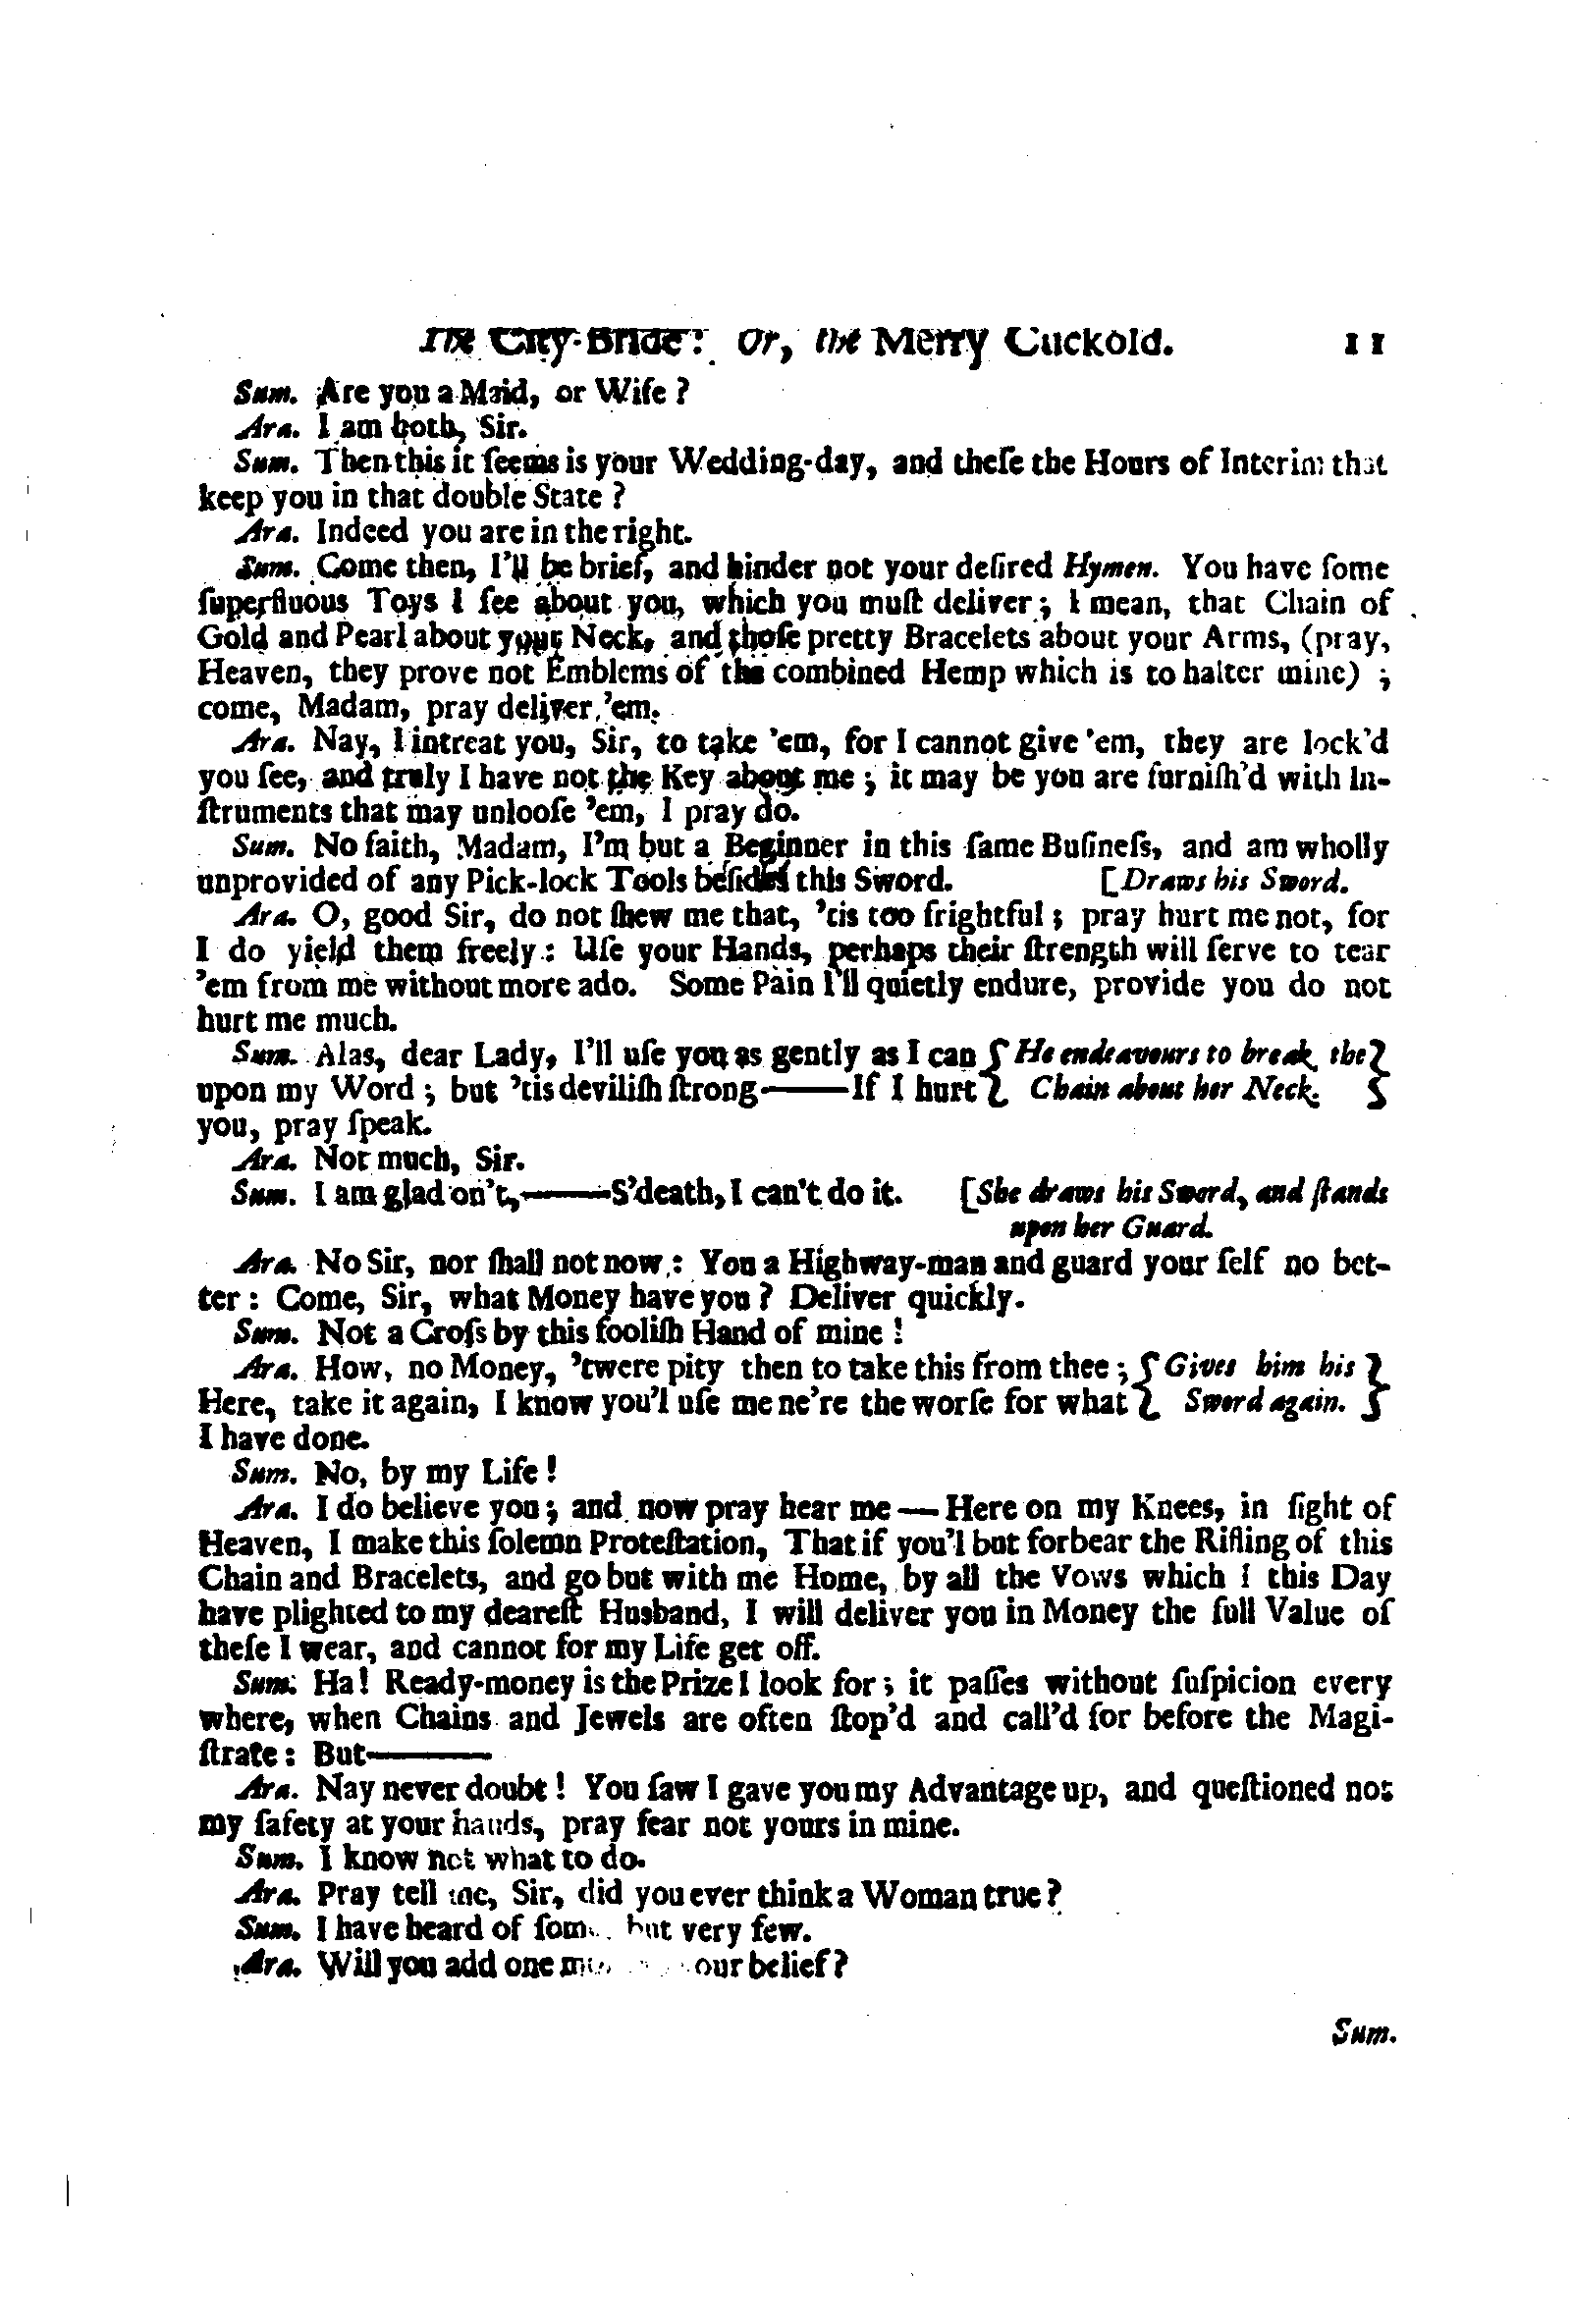 The City-Bride: Or, the Merry Cuckold. 11
Sum. Are you a Maid, or Wife?
Ara. I am both, Sir.
Sum. Then this it ſeems is your Wedding-day, and theſe the Hours of Interim that
keep you in that double State?
Ara. Indeed you are in the right.
Sum. Come then, I'll be brief, and hinder not your deſired Hymen. You have ſome
ſuperfluous Toys I ſee about you, which you muſt deliver; I mean, that Chain of
Gold and Pearl about your Neck, and thoſe pretty Bracelets about your Arms, (pray,
Heaven, they prove not Emblems of the combined Hemp which is to halter mine);
come, Madam, pray deliver 'em.
Ara. Nay, I intreat you, Sir, to take 'em, for I cannot give 'em, they are lock'd
you ſee, and truly I have not the Key about me; it may be you are furniſh'd with In-
ſtruments that may unlooſe 'em, I pray do.
Sum. No faith, Madam, I'm but a Beginner in this ſame Buſineſs, and am wholly
unprovided of any Pick-lock Tools beſides this Sword. [Draws his Sword.
Ara. O, good Sir, do not ſhew me that, 'tis too frightful; pray hurt me not, for
I do yield them freely: Uſe your Hands, perhaps their ſtrength will ſerve to tear
'em from me without more ado. Some Pain I'll quietly endure, provide you do not
hurt me much.
Sum. Alas, dear Lady, I'll uſe you as gently as I can { He endeavours to break the }
upon my Word; but 'tis deviliſh ſtrong——If I hurt { Chain about her Neck. }
you, pray ſpeak.
Ara. Not much, Sir.
Sum. I am glad on't,——S'death, I can't do it. [She draws his Sword, and ſtands
upon her Guard.
Ara. No Sir, nor ſhall not now: You a Highway-man and guard your ſelf no bet-
ter: Come, Sir, what Money have you? Deliver quickly.
Sum. Not a Croſs by this fooliſh Hand of mine!
Ara. How, no Money, 'twere pity then to take this from thee; { Gives him his }
Here, take it again, I know you'l uſe me ne're the worſe for what { Sword again. }
I have done.
Sum. No, by my Life!
Ara. I do believe you; and now pray hear me — Here on my Knees, in ſight of
Heaven, I make this ſolemn Proteſtation, That if you'l but forbear the Rifling of this
Chain and Bracelets, and go but with me Home, by all the Vows which I this Day
have plighted to my deareſt Husband, I will deliver you in Money the full Value of
theſe I wear, and cannot for my Life get off.
Sum. Ha! Ready-money is the Prize I look for; it paſſes without ſuſpicion every
where, when Chains and Jewels are often ſtop'd and call'd for before the Magi-
ſtrate: But———
Ara. Nay never doubt! You ſaw I gave you my Advantage up, and queſtioned not
my ſafety at your hands, pray fear not yours in mine.
Sum. I know not what to do.
Ara. Pray tell me, Sir, did you ever think a Woman true?
Sum. I have heard of ſome but very few.
Ara. Will you add one belief?
Sum.